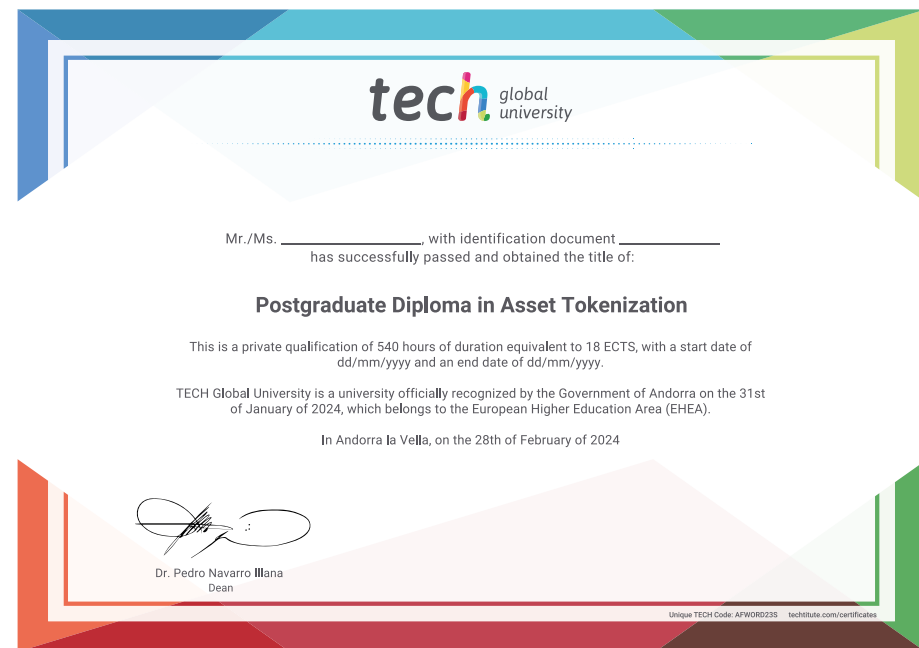 tech global
university
Mr./Ms. ____________________, with identification document ______________
has successfully passed and obtained the title of:
Postgraduate Diploma in Asset Tokenization
This is a private qualification of 540 hours of duration equivalent to 18 ECTS, with a start date of
dd/mm/yyyy and an end date of dd/mm/yyyy.
TECH Global University is a university officially recognized by the Government of Andorra on the 31st
of January of 2024, which belongs to the European Higher Education Area (EHEA).
In Andorra la Vella, on the 28th of February of 2024
Dr. Pedro Navarro Illana
Dean
Unique TECH Code: AFWORD23S techtitute.com/certificates